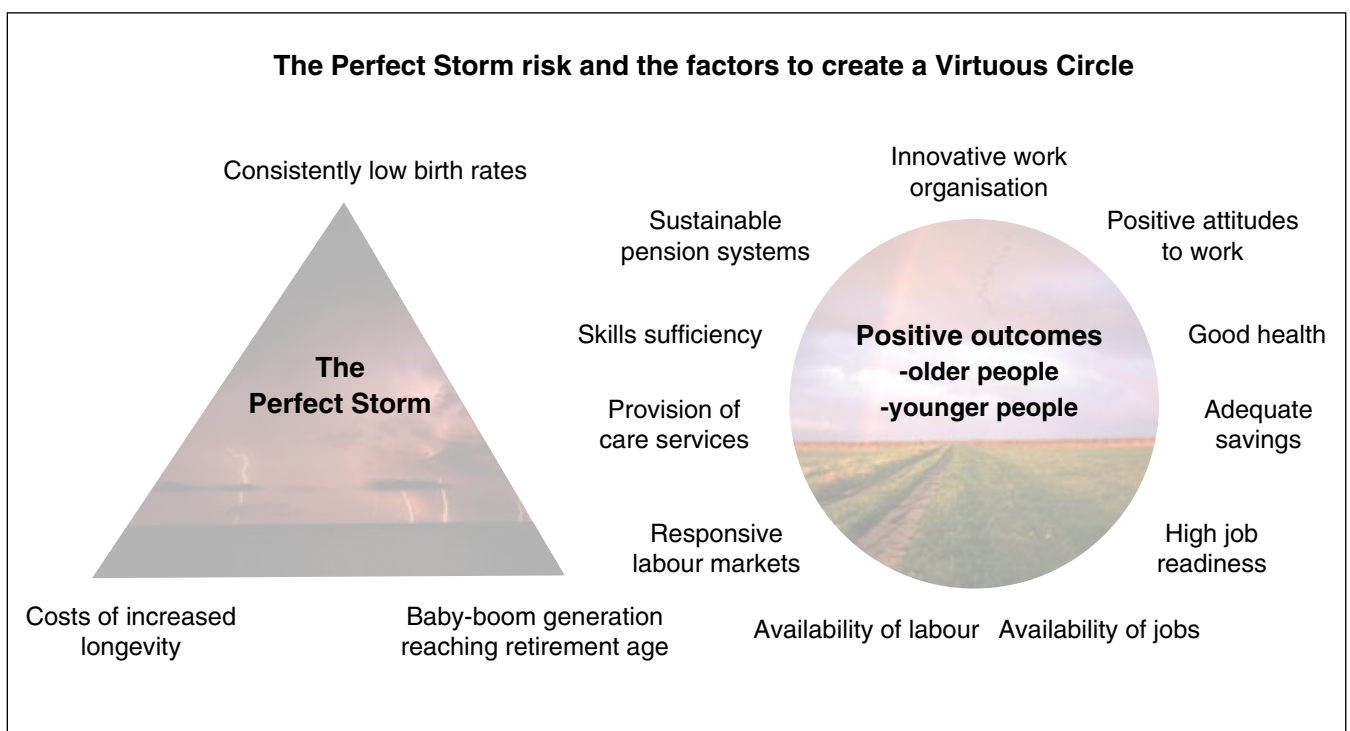 The Perfect Storm risk and the factors to create a Virtuous Circle
Consistently low birth rates
The
Perfect Storm
Costs of increased
longevity
Baby-boom generation
reaching retirement age
Innovative work
organisation
Positive attitudes
to work
Good health
Adequate
savings
High job
readiness
Availability of jobs
Availability of labour
Responsive
labour markets
Provision of
care services
Skills sufficiency
Sustainable
pension systems
Positive outcomes
-older people
-younger people